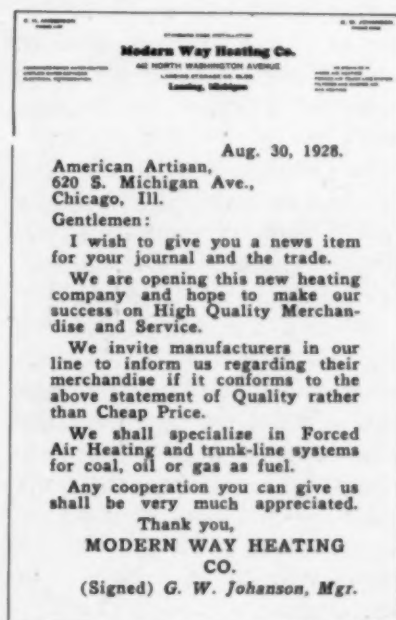 Modern Way Heating Co.
NORTH WASHINGTON AVENUE
Lansing, Michigan
Aug. 30, 1928.
American Artisan,
620 S. Michigan Ave.,
Chicago, Ill.
Gentlemen:
I wish to give you a news item
for your journal and the trade.
We are opening this new heating
company and hope to make our
success on High Quality Merchan-
dise and Service.
We invite manufacturers in our
line to inform us regarding their
merchandise if it conforms to the
above statement of Quality rather
than Cheap Price.
We shall specialize in Forced
Air Heating and trunk-line systems
for coal, oil or gas as fuel.
Any cooperation you can give us
shall be very much appreciated.
Thank you,
MODERN WAY HEATING
CO.
(Signed) G. W. Johanson, Mgr.